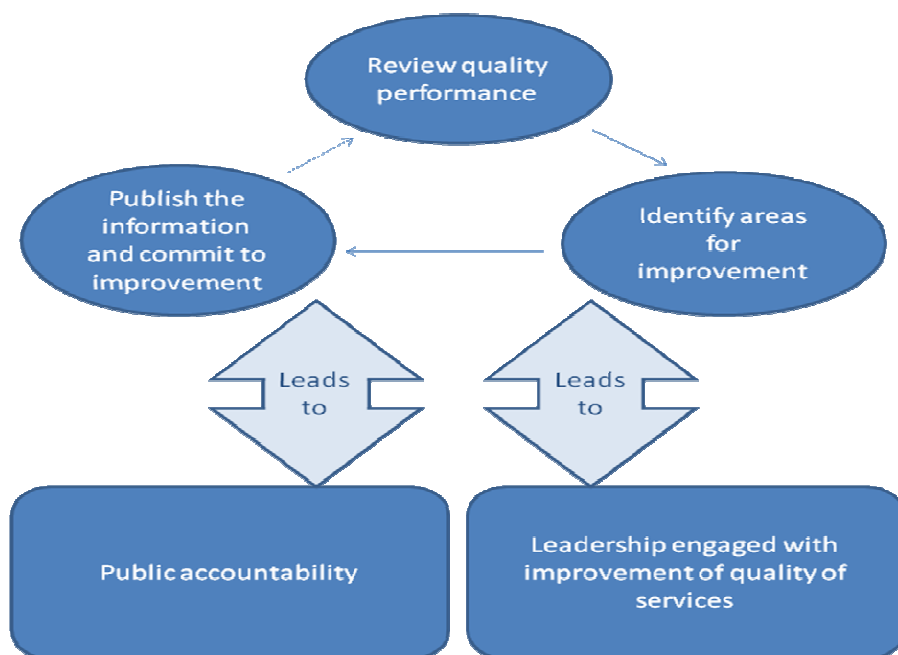 Review quality
performance
Publish the
information
and commit to
improvement
Identify areas
for
improvement
Leads
to
Leads
to
Public accountability
Leadership engaged with
improvement of quality of
services